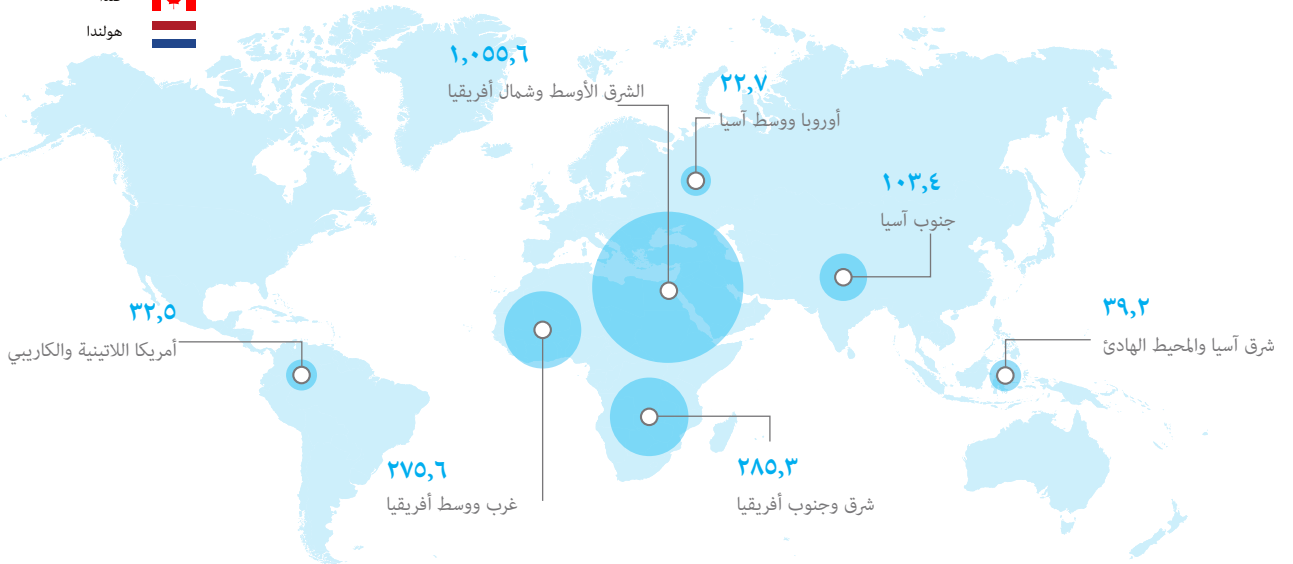 هولندا
١,٠٥٥,٦
الشرق الأوسط وشمال أفريقيا
٢٢,٧
أوروبا ووسط آسيا
١٠٣,٤
جنوب آسيا
٣٩,٢
شرق آسيا والمحيط الهادئ
٣٢,٥
أمريكا اللاتينية والكاريبي
٢٨٥,٣
شرق وجنوب أفريقيا
٢٧٥,٦
غرب ووسط أفريقيا